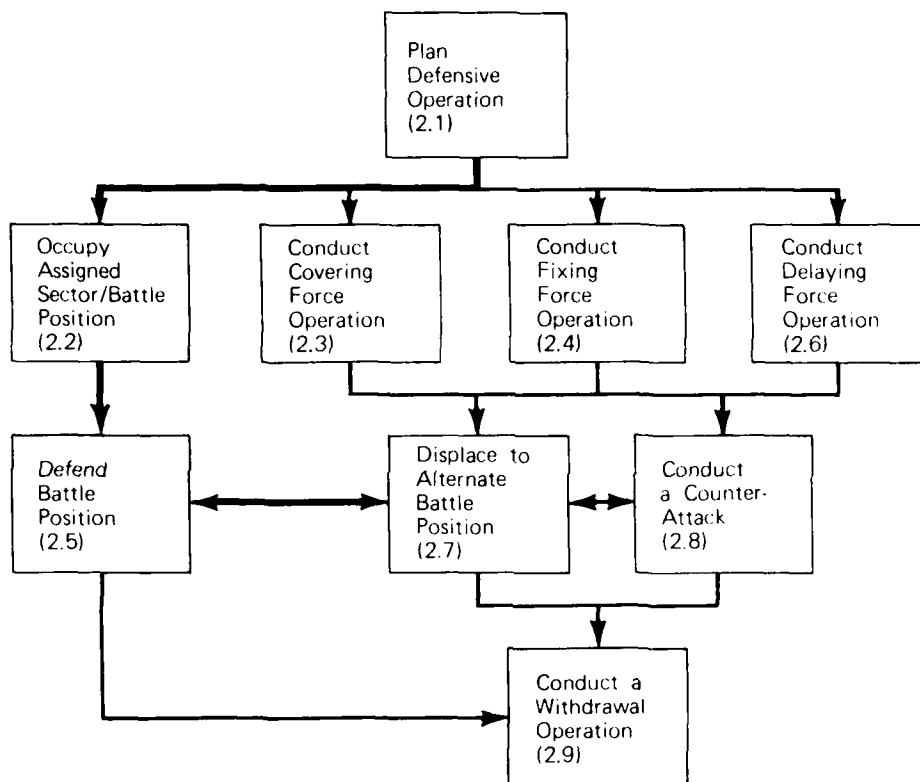 Plan
Defensive
Operation
(2.1)
Occupy
Assigned
Sector/Battle
Position
(2.2)
Conduct
Covering
Force
Operation
(2.3)
Conduct
Fixing
Force
Operation
(2.4)
Conduct
Delaying
Force
Operation
(2.6)
Defend
Battle
Position
(2.5)
Displace to
Alternate
Battle
Position
(2.7)
Conduct
a Counter-
Attack
(2.8)
Conduct a
Withdrawal
Operation
(2.9)